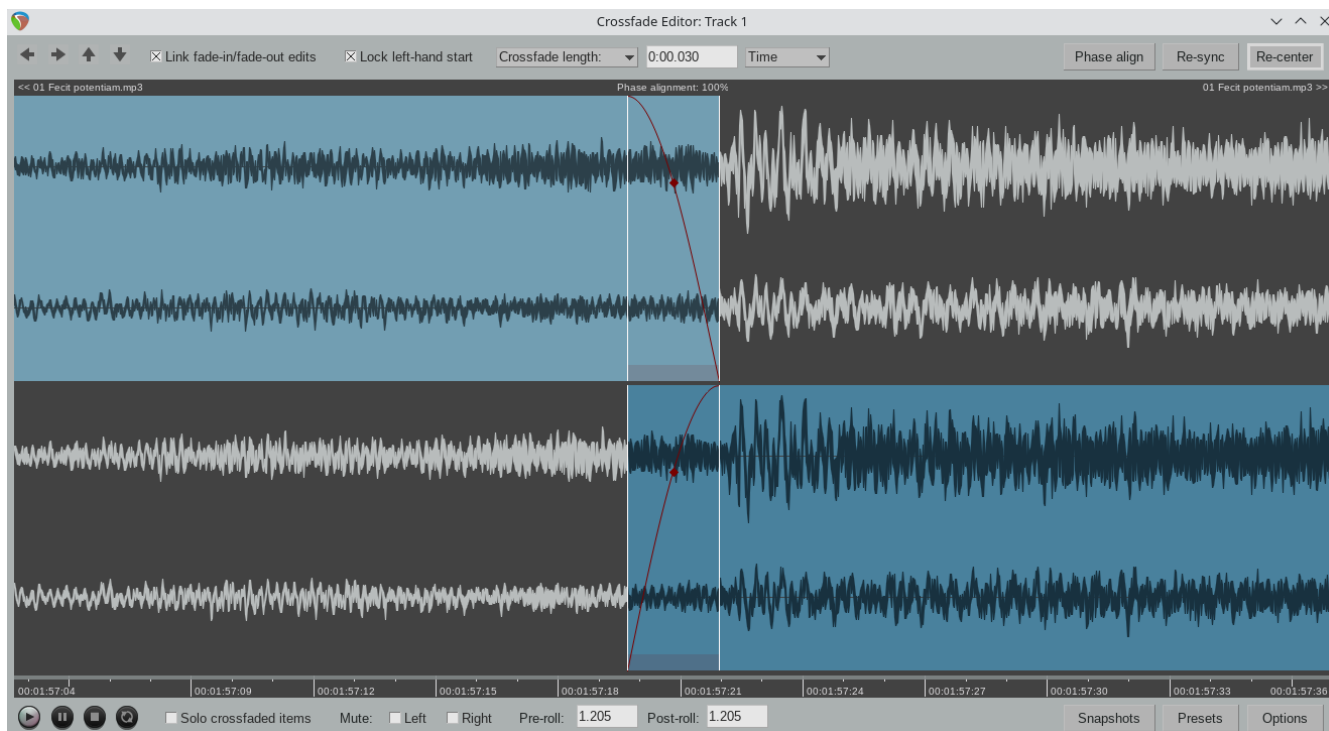 Crossfade Editor: Track 1
Link fade-in/fade-out edits Lock left-hand start Crossfade length: 0:00.030 Time Phase align Re-sync Re-center
<< 01 Fecit potentiam.mp3 Phase alignment: 100% 01 Fecit potentiam.mp3 >>
00:01:57:04 00:01:57:09 00:01:57:12 00:01:57:15 00:01:57:18 00:01:57:21 00:01:57:24 00:01:57:27 00:01:57:30 00:01:57:33 00:01:57:36
Solo crossfaded items Mute: Left Right Pre-roll: 1.205 Post-roll: 1.205 Snapshots Presets Options